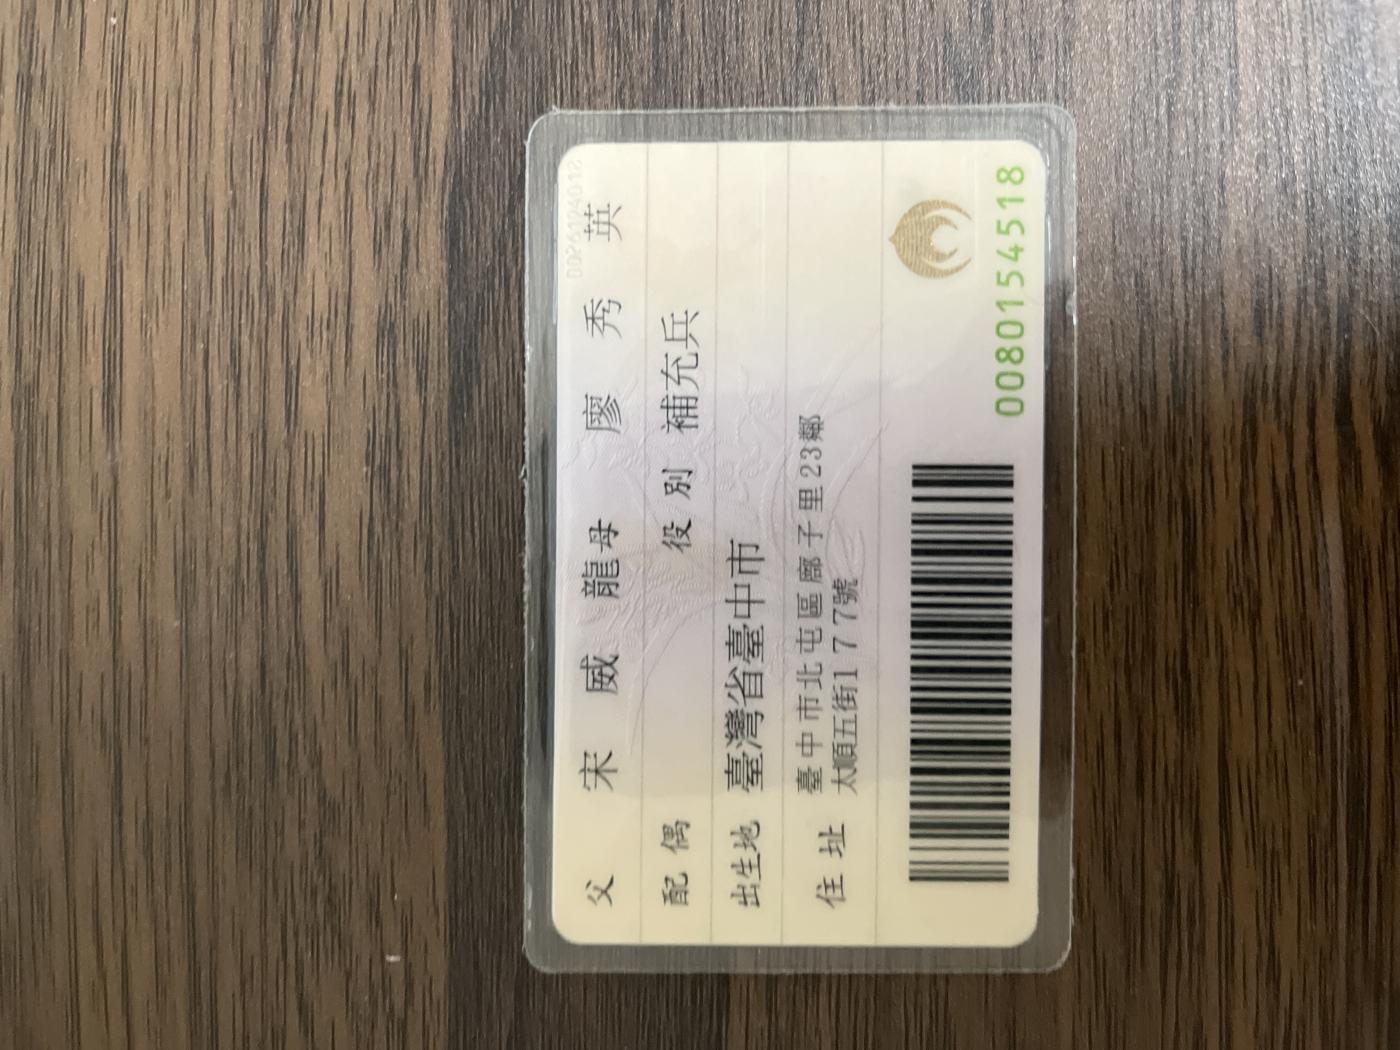 父 宋威龍 母 廖秀英
配偶 役別 補充兵
出生地 臺灣省臺中市
住址 臺中市北屯區廍子里23鄰
太順五街177號
0080154518